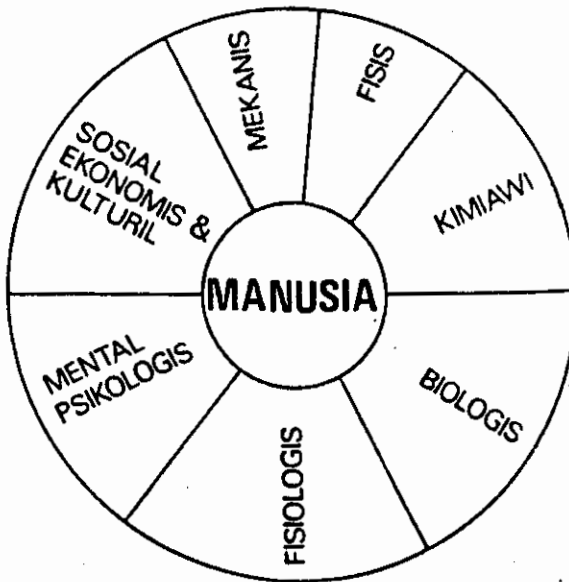 MEKANIS
FISIS
KIMIAWI
BIOLOGIS
FISIOLOGIS
MENTAL
PSIKOLOGIS
SOSIAL
EKONOMIS &
KULTURIL
MANUSIA